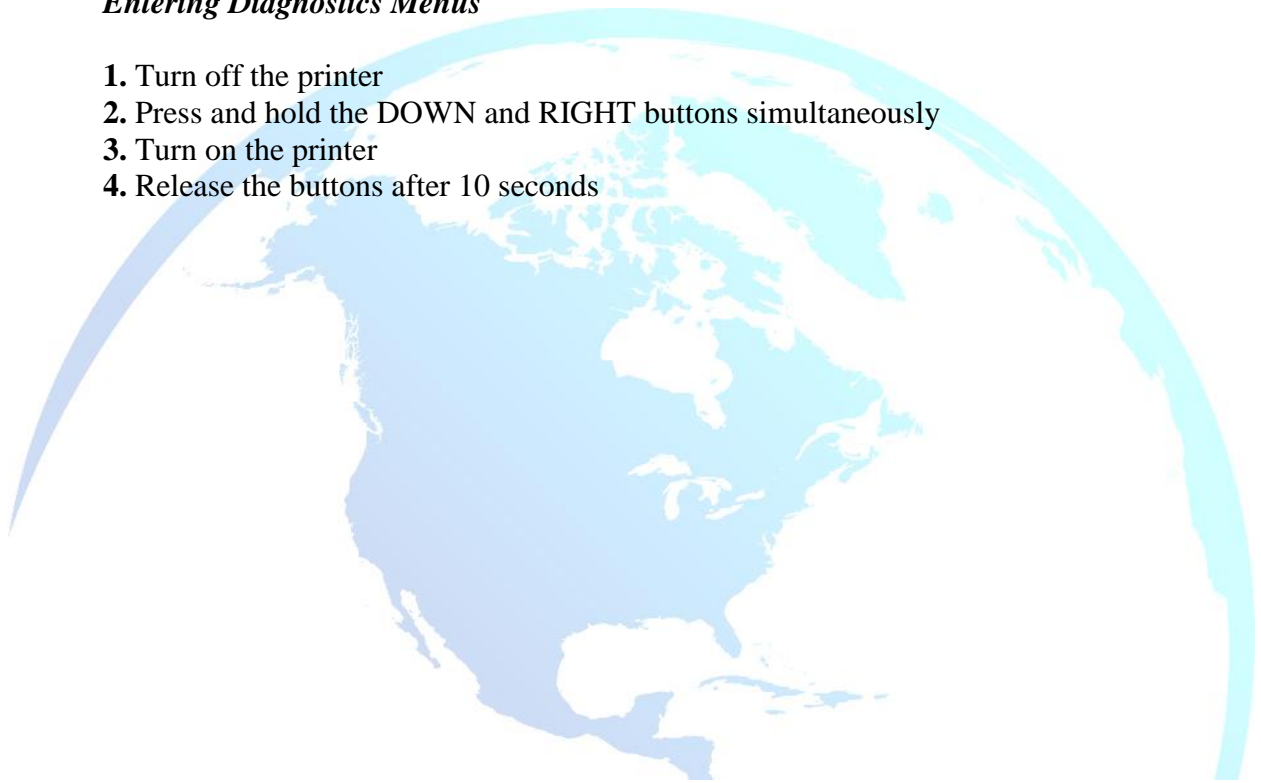 Entering Diagnostics Menus
1. Turn off the printer
2. Press and hold the DOWN and RIGHT buttons simultaneously
3. Turn on the printer
4. Release the buttons after 10 seconds